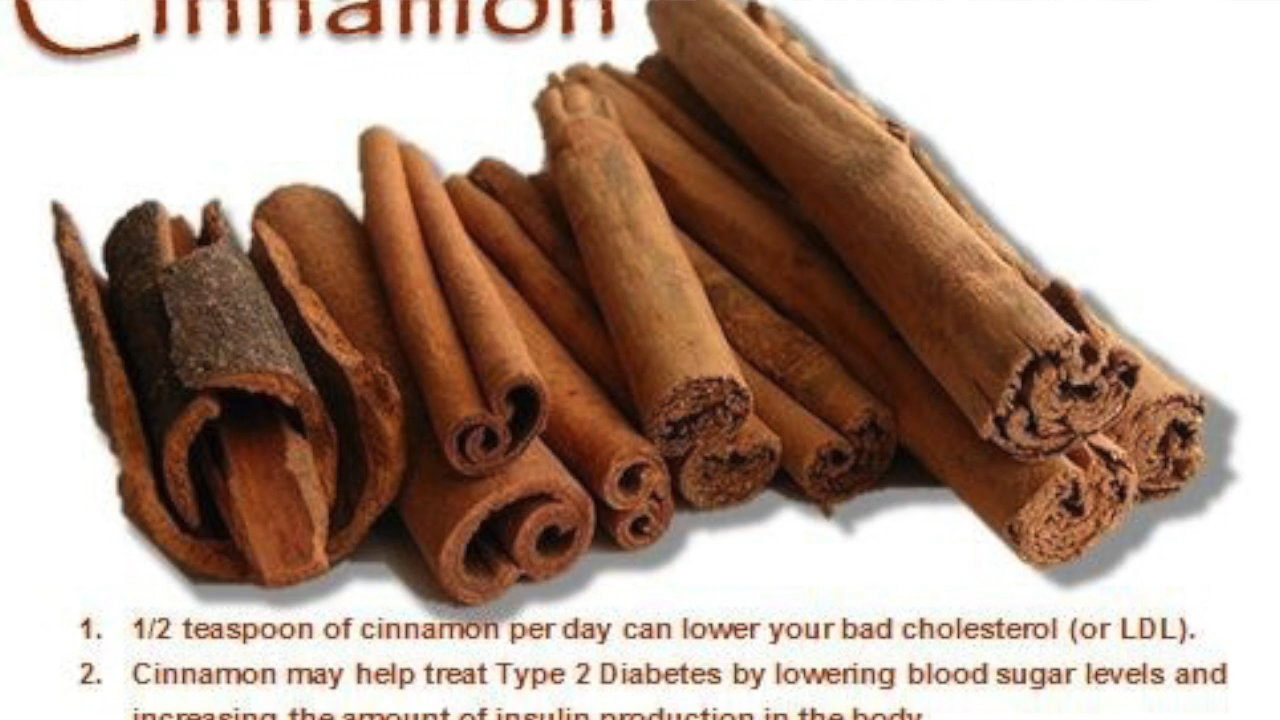 Cinnamon
1. 1/2 teaspoon of cinnamon per day can lower your bad cholesterol (or LDL).
2. Cinnamon may help treat Type 2 Diabetes by lowering blood sugar levels and
increasing the amount of insulin production in the body